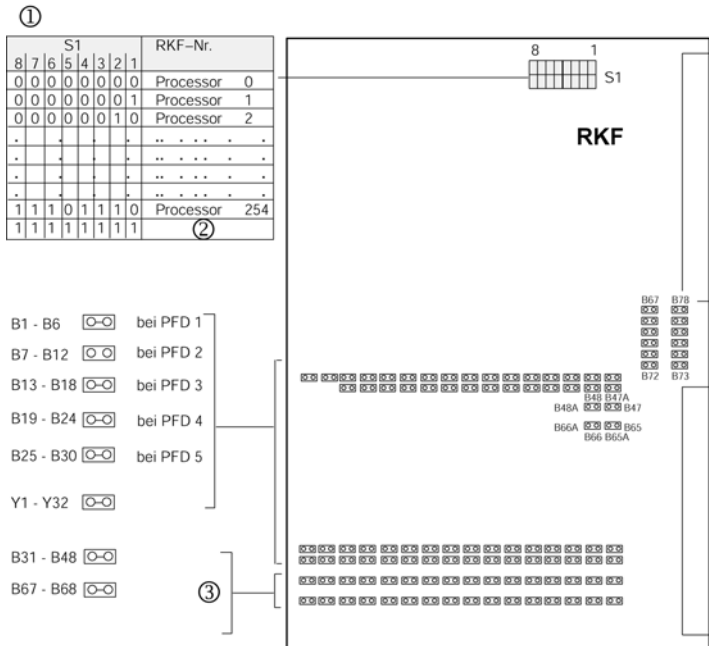 ①
S1 RKF–Nr.
8 7 6 5 4 3 2 1
0 0 0 0 0 0 0 0 Processor 0
0 0 0 0 0 0 0 1 Processor 1
0 0 0 0 0 0 1 0 Processor 2
. . . . .. . . . . .
. . . . .. . . . . .
. . . . .. . . . . .
. . . . .. . . . . .
1 1 1 0 1 1 1 0 Processor 254
1 1 1 1 1 1 1 1 ②
8 1
S1
RKF
B1 - B6 bei PFD 1
B7 - B12 bei PFD 2
B13 - B18 bei PFD 3
B19 - B24 bei PFD 4
B25 - B30 bei PFD 5
Y1 - Y32
B31 - B48
B67 - B68
③
B67 B78
B72 B73
B48 B47A
B48A B47
B66A B65
B66 B65A